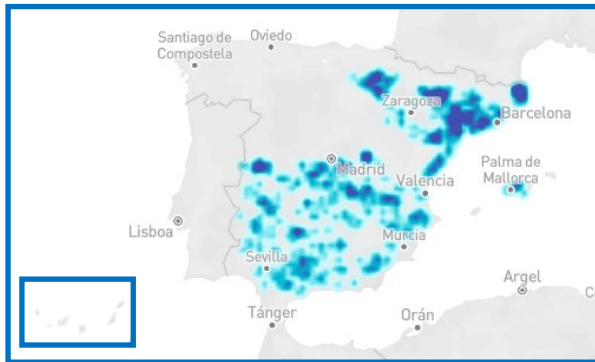 Santiago de
Compostela
Oviedo
Zaragoza
Barcelona
Madrid
Palma de
Mallorca
Valencia
Lisboa
Murcia
Sevilla
Argel
Tánger
Orán
C